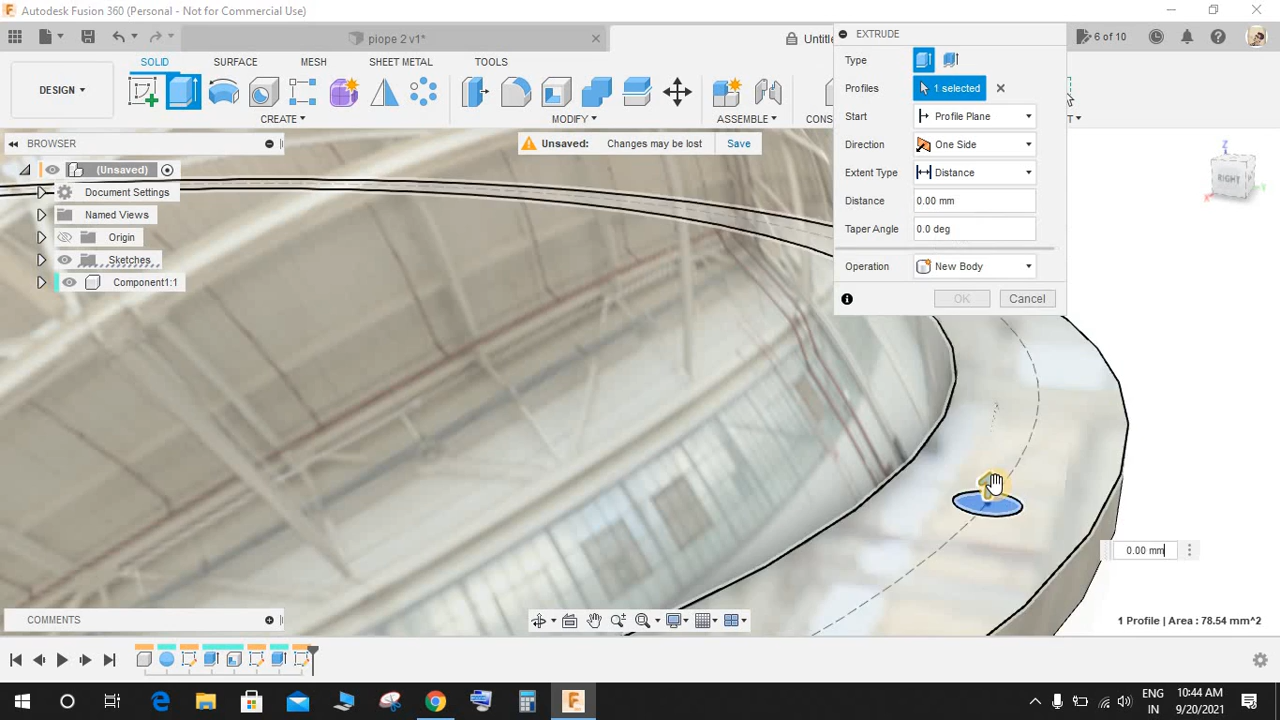 Autodesk Fusion 360 (Personal - Not for Commercial Use)
piope 2 v1*
Untitle
6 of 10
SOLID SURFACE MESH SHEET METAL TOOLS
DESIGN ▾
CREATE ▾ MODIFY ▾ ASSEMBLE ▾ CONS T ▾
BROWSER
Unsaved: Changes may be lost Save
(Unsaved)
Document Settings
Named Views
Origin
Sketches
Component1:1
EXTRUDE
Type
Profiles 1 selected
Start Profile Plane
Direction One Side
Extent Type Distance
Distance 0.00 mm
Taper Angle 0.0 deg
Operation New Body
OK Cancel
Z
RIGHT
X
Y
0.00 mm
COMMENTS
1 Profile | Area : 78.54 mm^2
ENG
IN
10:44 AM
9/20/2021